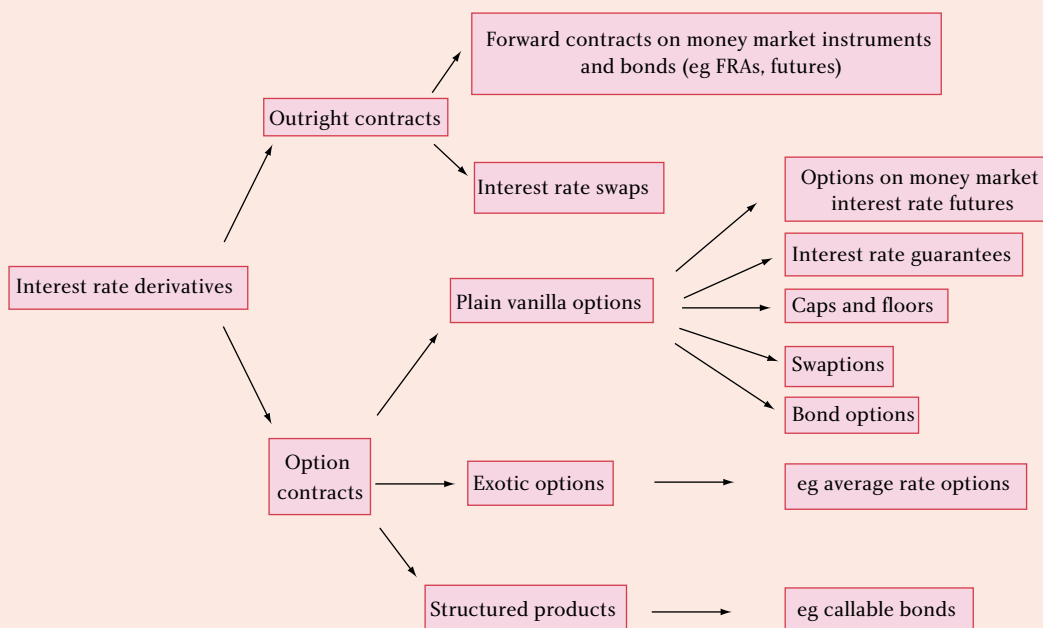 Forward contracts on money market instruments
and bonds (eg FRAs, futures)
Outright contracts
Interest rate swaps
Options on money market
interest rate futures
Interest rate guarantees
Interest rate derivatives
Plain vanilla options
Caps and floors
Swaptions
Bond options
Option
contracts
Exotic options
eg average rate options
Structured products
eg callable bonds